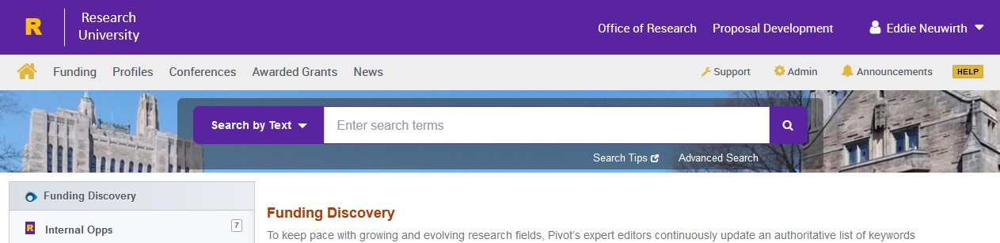 R
Research
University
Office of Research Proposal Development Eddie Neuwirth
Funding Profiles Conferences Awarded Grants News Support Admin Announcements HELP
Search by Text Enter search terms
Search Tips Advanced Search
Funding Discovery
R Internal Opps 7
Funding Discovery
To keep pace with growing and evolving research fields, Pivot's expert editors continuously update an authoritative list of keywords